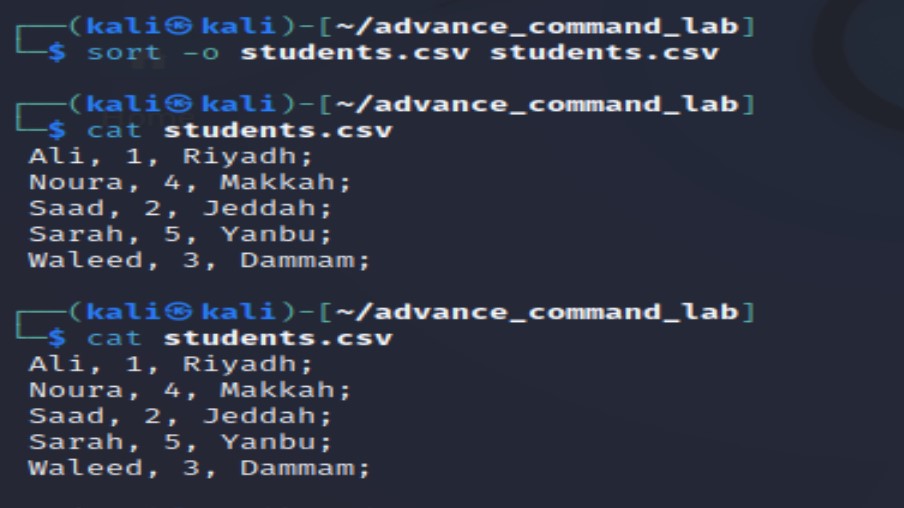 ┌──(kali㉿kali)-[~/advance_command_lab]
└─$ sort -o students.csv students.csv
┌──(kali㉿kali)-[~/advance_command_lab]
└─$ cat students.csv
Ali, 1, Riyadh;
Noura, 4, Makkah;
Saad, 2, Jeddah;
Sarah, 5, Yanbu;
Waleed, 3, Dammam;
┌──(kali㉿kali)-[~/advance_command_lab]
└─$ cat students.csv
Ali, 1, Riyadh;
Noura, 4, Makkah;
Saad, 2, Jeddah;
Sarah, 5, Yanbu;
Waleed, 3, Dammam;